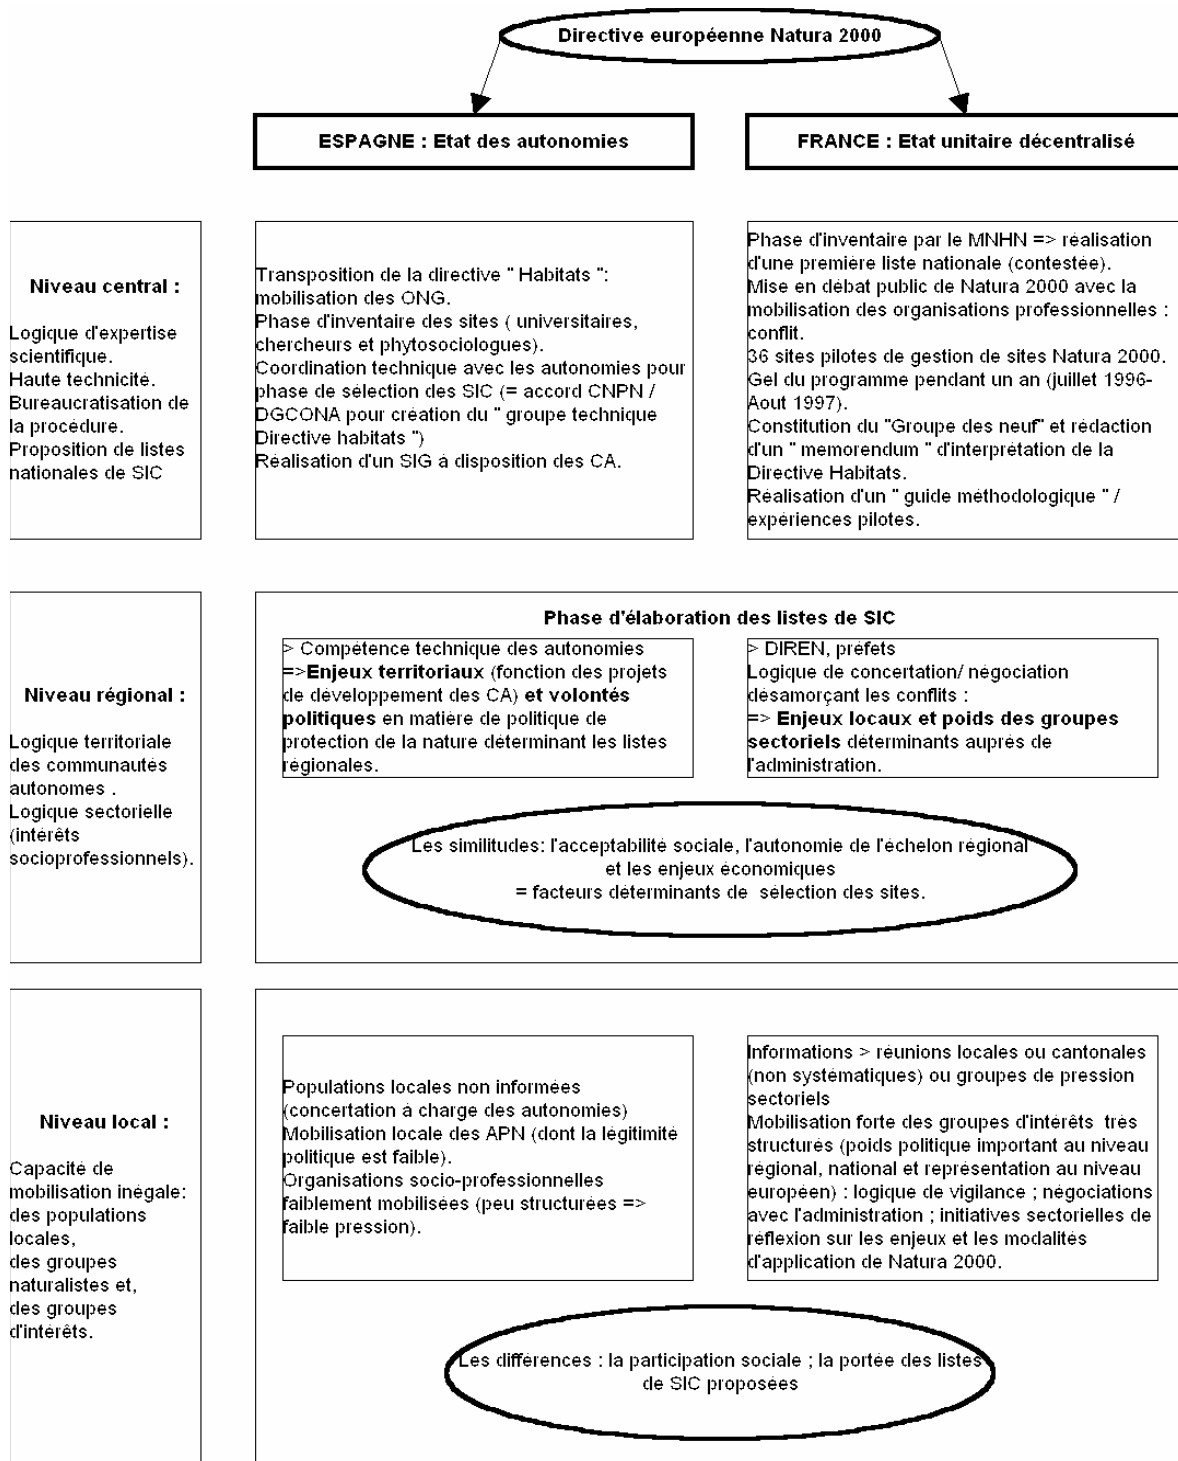 Directive européenne Natura 2000
ESPAGNE : Etat des autonomies
FRANCE : Etat unitaire décentralisé
Niveau central :
Logique d'expertise
scientifique.
Haute technicité.
Bureaucratisation de
la procédure.
Proposition de listes
nationales de SIC
Transposition de la directive " Habitats ":
mobilisation des ONG.
Phase d'inventaire des sites ( universitaires,
chercheurs et phytosociologues).
Coordination technique avec les autonomies pour
phase de sélection des SIC (= accord CNPN /
DGCONA pour création du " groupe technique
Directive habitats ")
Réalisation d'un SIG à disposition des CA.
Phase d'inventaire par le MNHN => réalisation
d'une première liste nationale (contestée).
Mise en débat public de Natura 2000 avec la
mobilisation des organisations professionnelles :
conflit.
36 sites pilotes de gestion de sites Natura 2000.
Gel du programme pendant un an (juillet 1996-
Aout 1997).
Constitution du "Groupe des neuf" et rédaction
d'un " memorendum " d'interprétation de la
Directive Habitats.
Réalisation d'un " guide méthodologique " /
expériences pilotes.
Niveau régional :
Logique territoriale
des communautés
autonomes .
Logique sectorielle
(intérêts
socioprofessionnels).
Phase d'élaboration des listes de SIC
> Compétence technique des autonomies
=>Enjeux territoriaux (fonction des projets
de développement des CA) et volontés
politiques en matière de politique de
protection de la nature déterminant les listes
régionales.
> DIREN, préfets
Logique de concertation/ négociation
désamorçant les conflits :
=> Enjeux locaux et poids des groupes
sectoriels déterminants auprés de
l'administration.
Les similitudes: l'acceptabilité sociale, l'autonomie de l'échelon régional
et les enjeux économiques
= facteurs déterminants de sélection des sites.
Niveau local :
Capacité de
mobilisation inégale:
des populations
locales,
des groupes
naturalistes et,
des groupes
d'intérêts.
Populations locales non informées
(concertation à charge des autonomies)
Mobilisation locale des APN (dont la légitimité
politique est faible).
Organisations socio-professionnelles
faiblement mobilisées (peu structurées =>
faible pression).
Informations > réunions locales ou cantonales
(non systématiques) ou groupes de pression
sectoriels
Mobilisation forte des groupes d'intérêts très
structurés (poids politique important au niveau
régional, national et représentation au niveau
européen) : logique de vigilance ; négociations
avec l'administration ; initiatives sectorielles de
réflexion sur les enjeux et les modalités
d'application de Natura 2000.
Les différences : la participation sociale ; la portée des listes
de SIC proposées